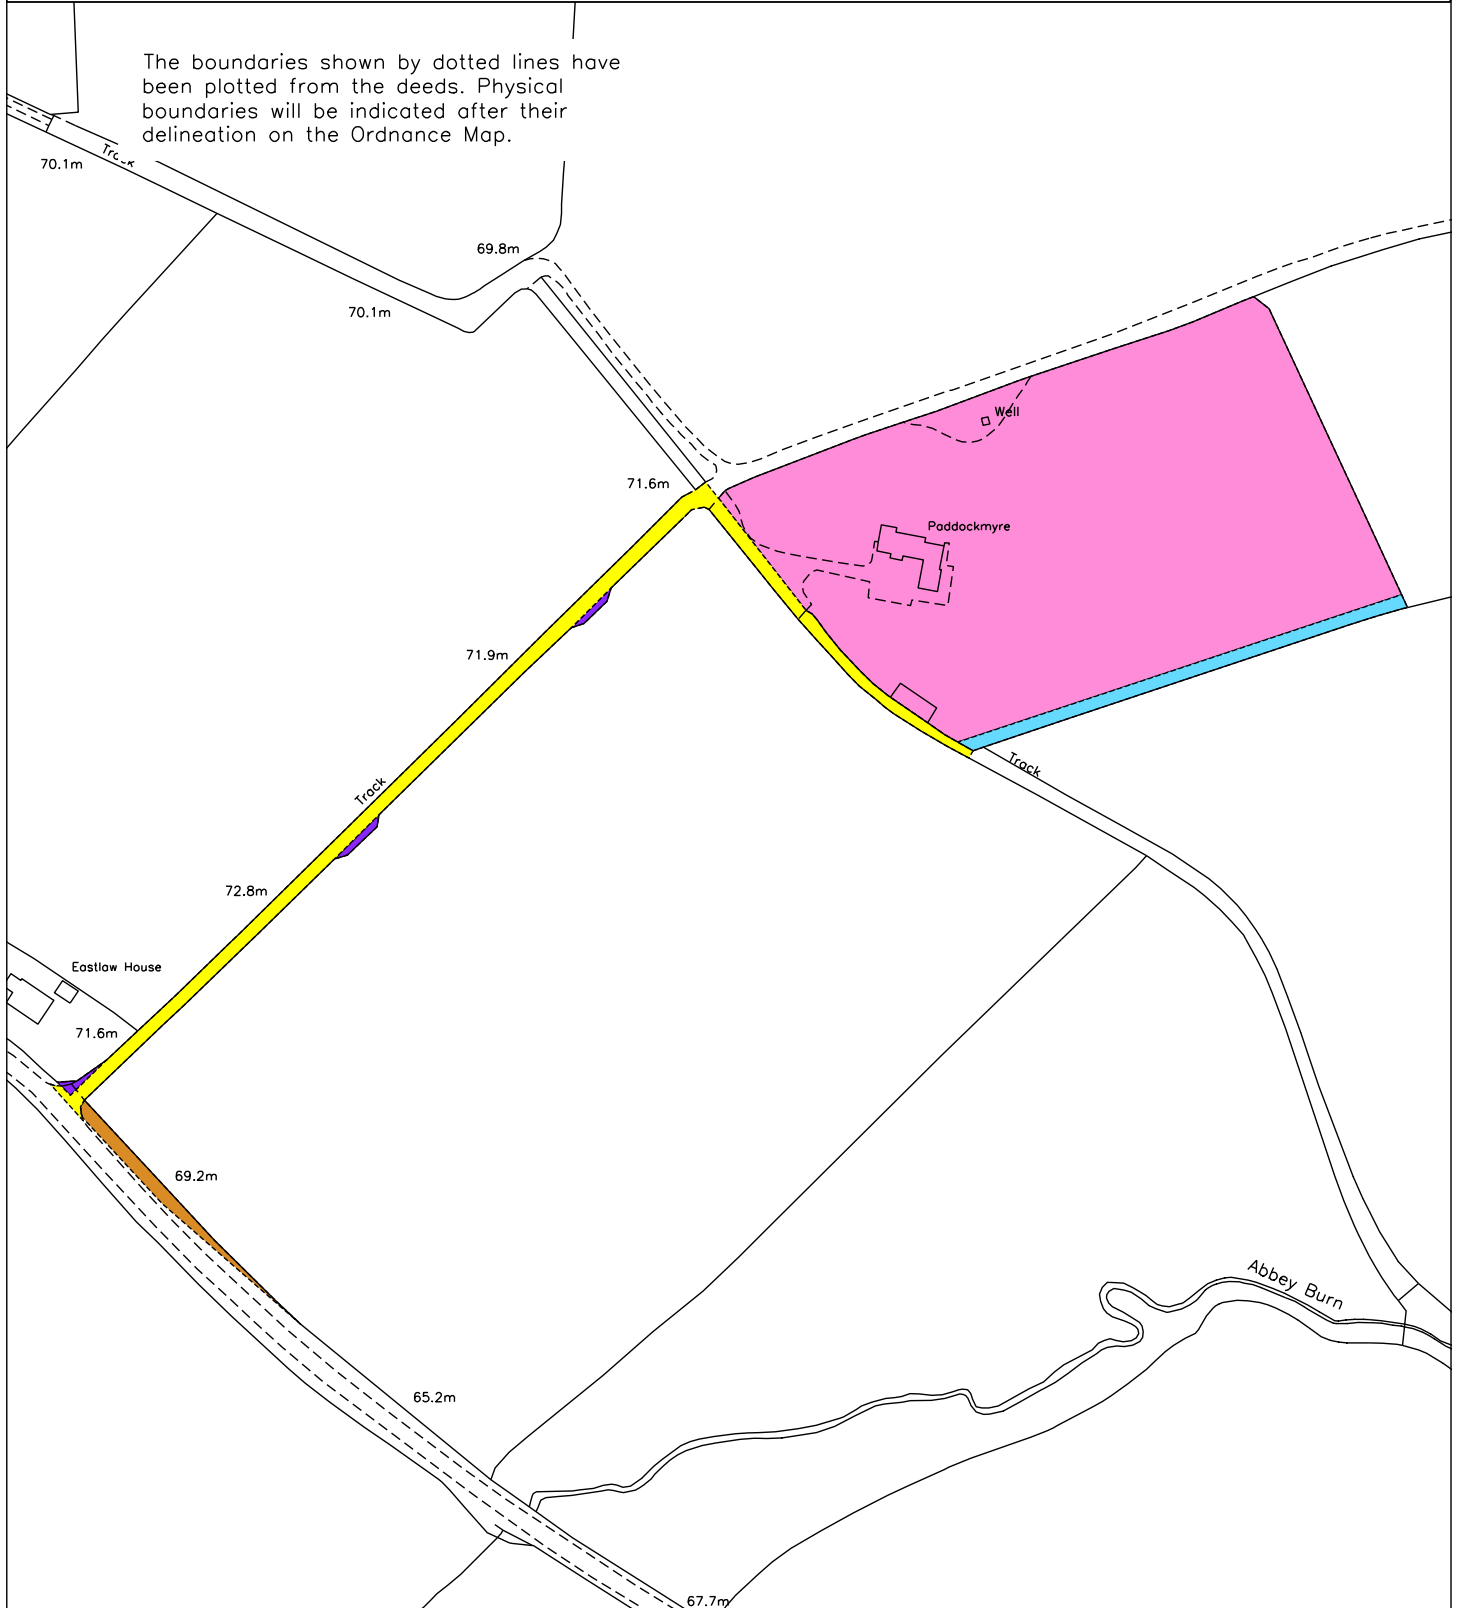 The boundaries shown by dotted lines have
been plotted from the deeds. Physical
boundaries will be indicated after their
delineation on the Ordnance Map.
Track
70.1m
69.8m
70.1m
Well
71.6m
Paddockmyre
71.9m
Track
Track
72.8m
Eastlaw House
71.6m
69.2m
Abbey Burn
65.2m
67.7m